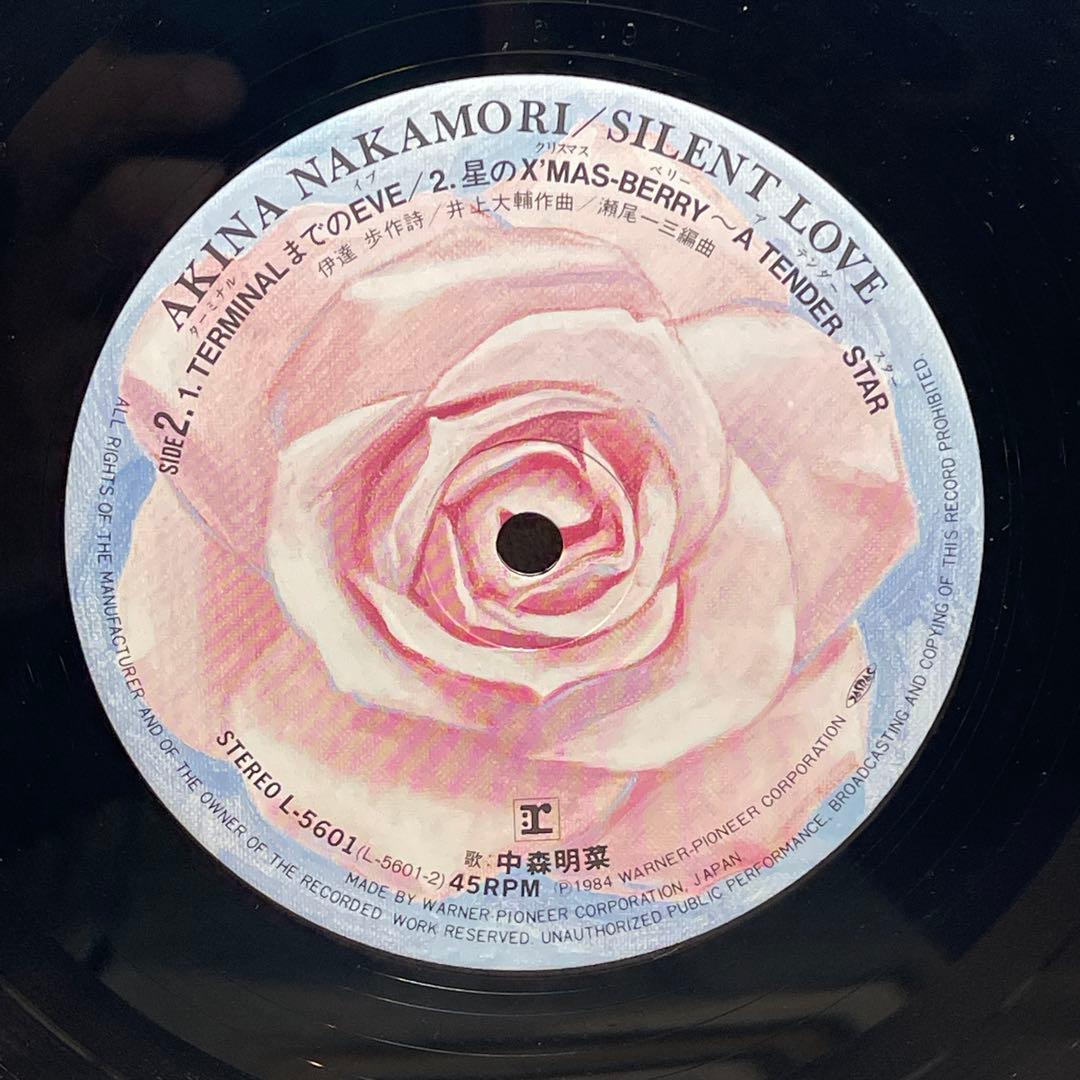 AKINA NAKAMORI/SILENT LOVE
ターミナル イブ クリスマス ベリー ア テンダー スター
SIDE 2. 1. TERMINALまでのEVE/2. 星のX'MAS-BERRY〜A TENDER STAR
伊達 歩作詩/井上大輔作曲/瀬尾一三編曲
r
歌:中森明菜
STEREO L-5601 (L-5601-2) 45RPM Ⓟ1984 WARNER-PIONEER CORPORATION JASRAC
MADE BY WARNER-PIONEER CORPORATION, JAPAN
ALL RIGHTS OF THE MANUFACTURER AND OF THE OWNER OF THE RECORDED WORK RESERVED. UNAUTHORIZED PUBLIC PERFORMANCE, BROADCASTING AND COPYING OF THIS RECORD PROHIBITED.